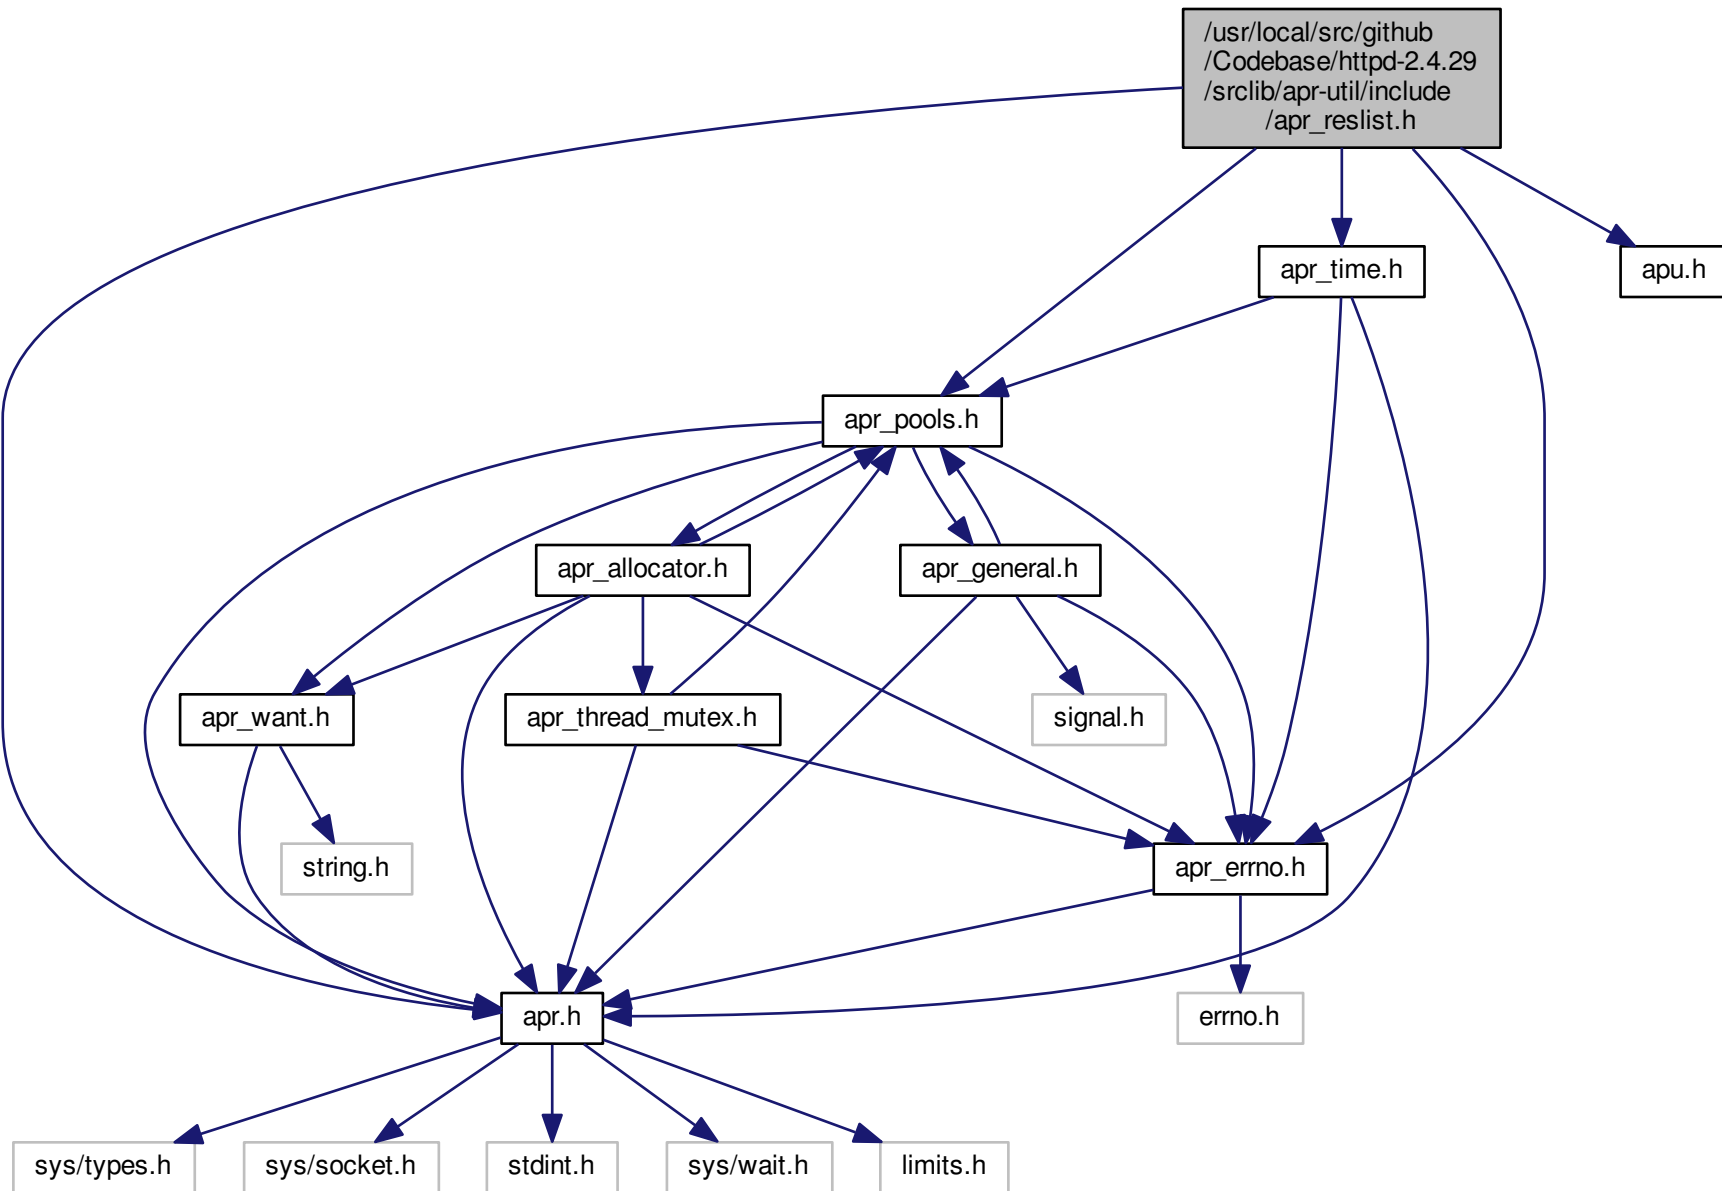 /usr/local/src/github
/Codebase/httpd-2.4.29
/srclib/apr-util/include
/apr_reslist.h
apr_time.h
apu.h
apr_pools.h
apr_allocator.h
apr_general.h
apr_want.h
apr_thread_mutex.h
signal.h
string.h
apr_errno.h
apr.h
errno.h
sys/types.h
sys/socket.h
stdint.h
sys/wait.h
limits.h